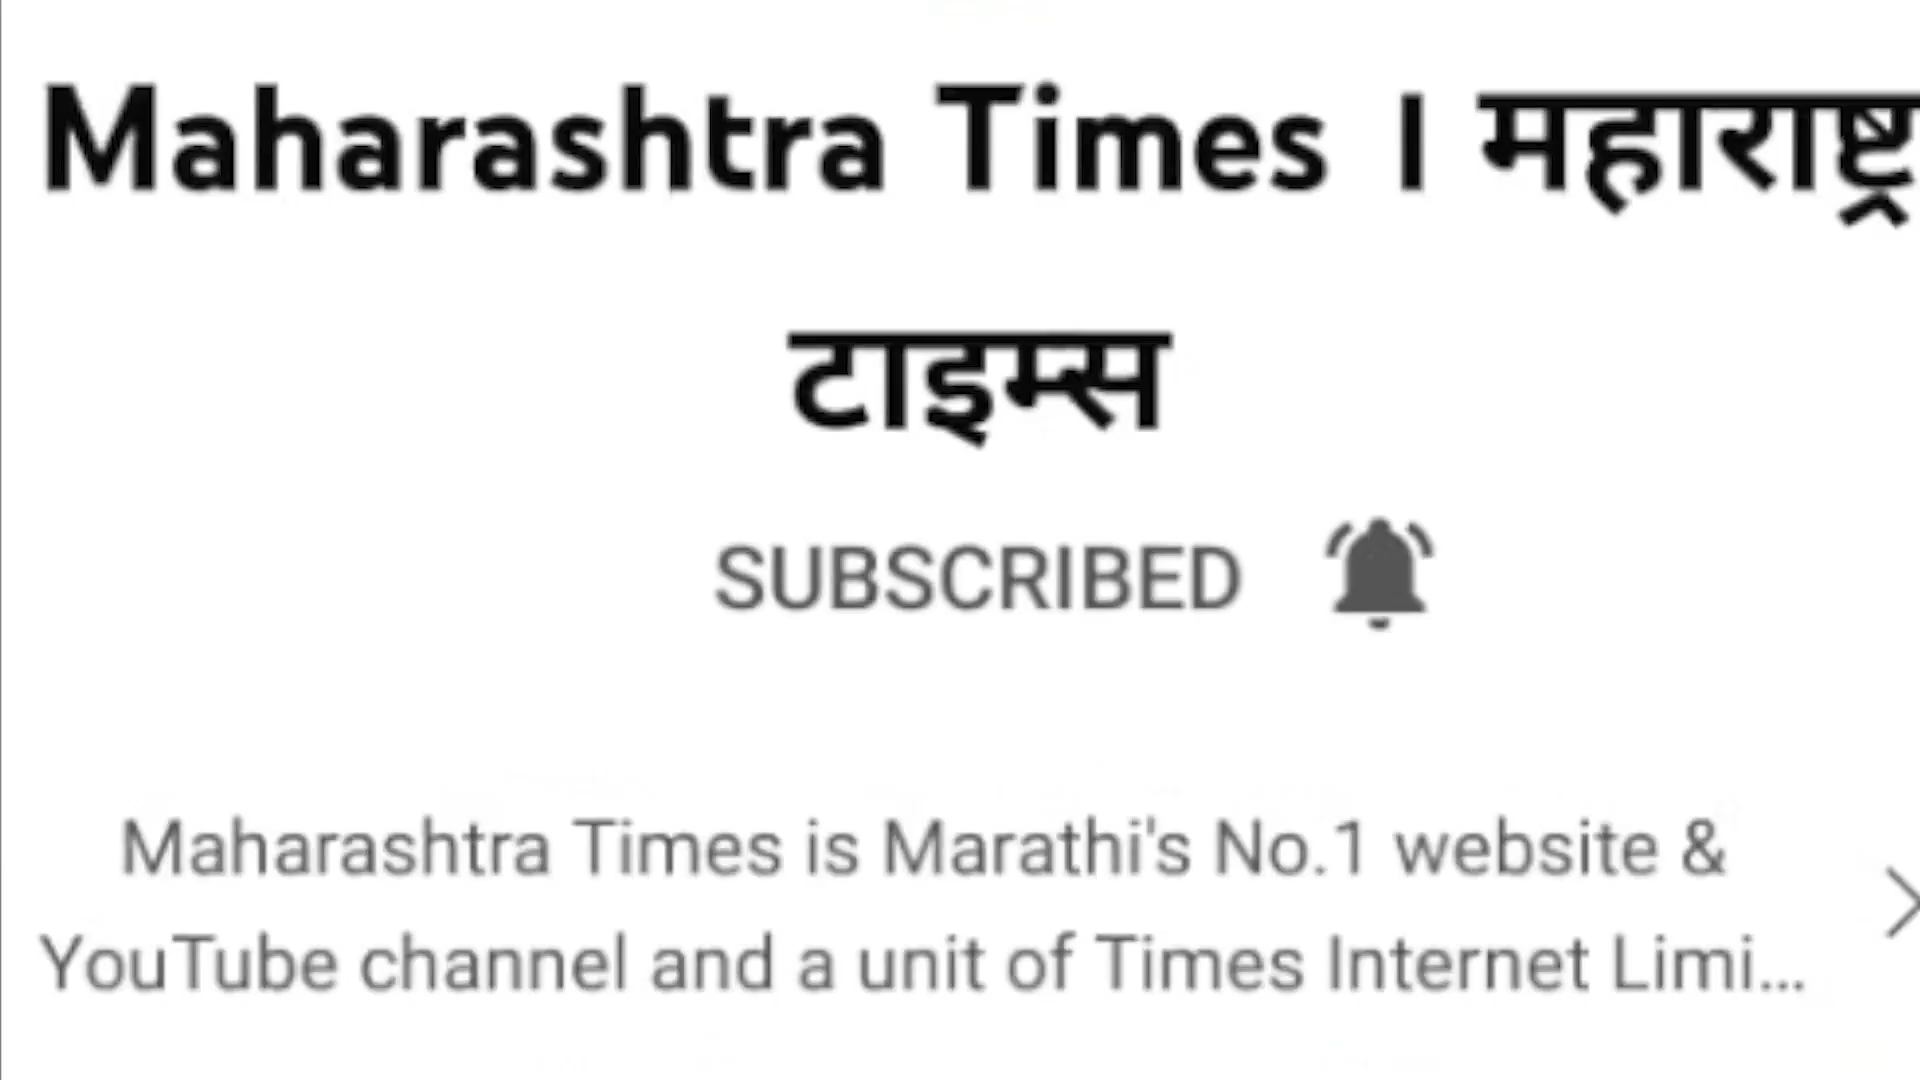 Maharashtra Times । महाराष्ट्र
टाइम्स
SUBSCRIBED
Maharashtra Times is Marathi's No.1 website &
YouTube channel and a unit of Times Internet Limi...